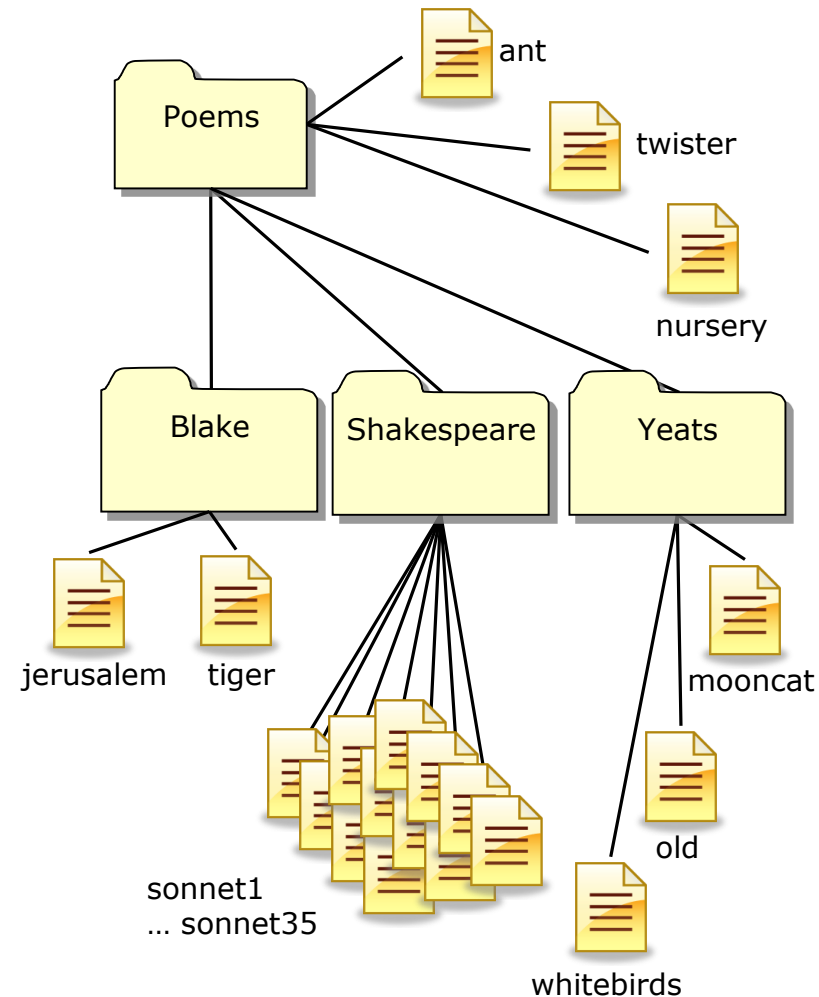 ant
Poems
twister
nursery
Blake
Shakespeare
Yeats
jerusalem
tiger
mooncat
old
sonnet1
... sonnet35
whitebirds